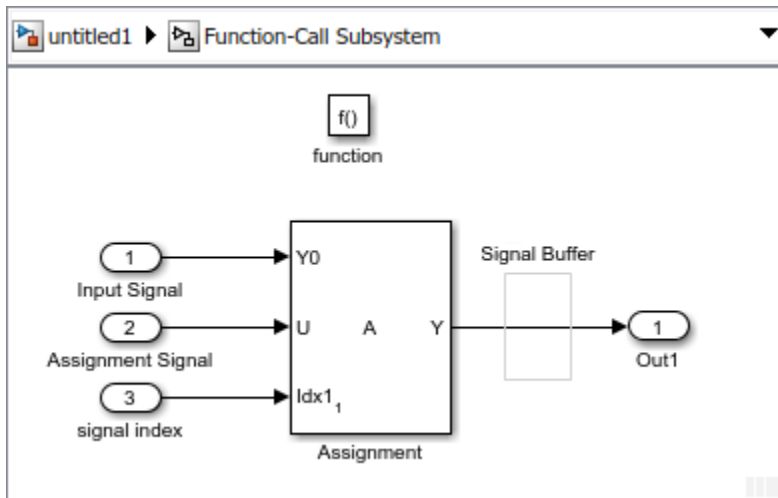 untitled1 Function-Call Subsystem
f()
function
1
Input Signal
2
Assignment Signal
3
signal index
Y0
U A Y
Idx1 1
Assignment
Signal Buffer
1
Out1